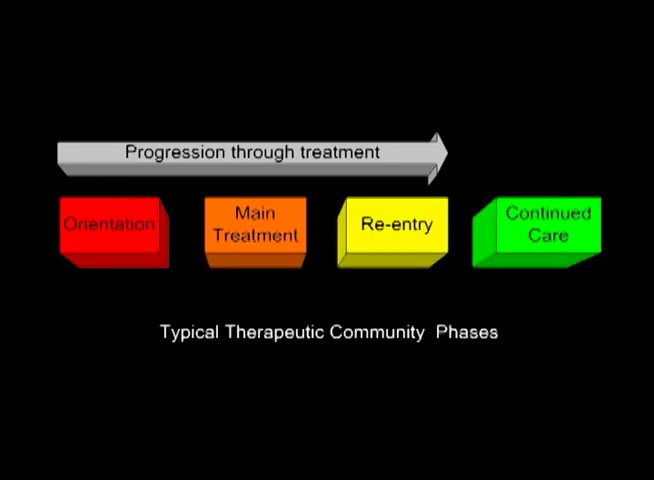 Progression through treatment
Orientation
Main
Treatment
Re-entry
Continued
Care
Typical Therapeutic Community Phases